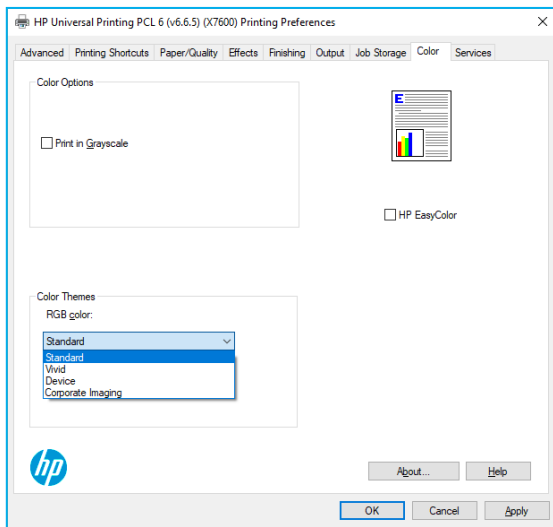 HP Universal Printing PCL 6 (v6.6.5) (X7600) Printing Preferences
Advanced Printing Shortcuts Paper/Quality Effects Finishing Output Job Storage Color Services
Color Options
Print in Grayscale
E
HP EasyColor
Color Themes
RGB color:
Standard
Standard
Vivid
Device
Corporate Imaging
hp
About... Help
OK Cancel Apply